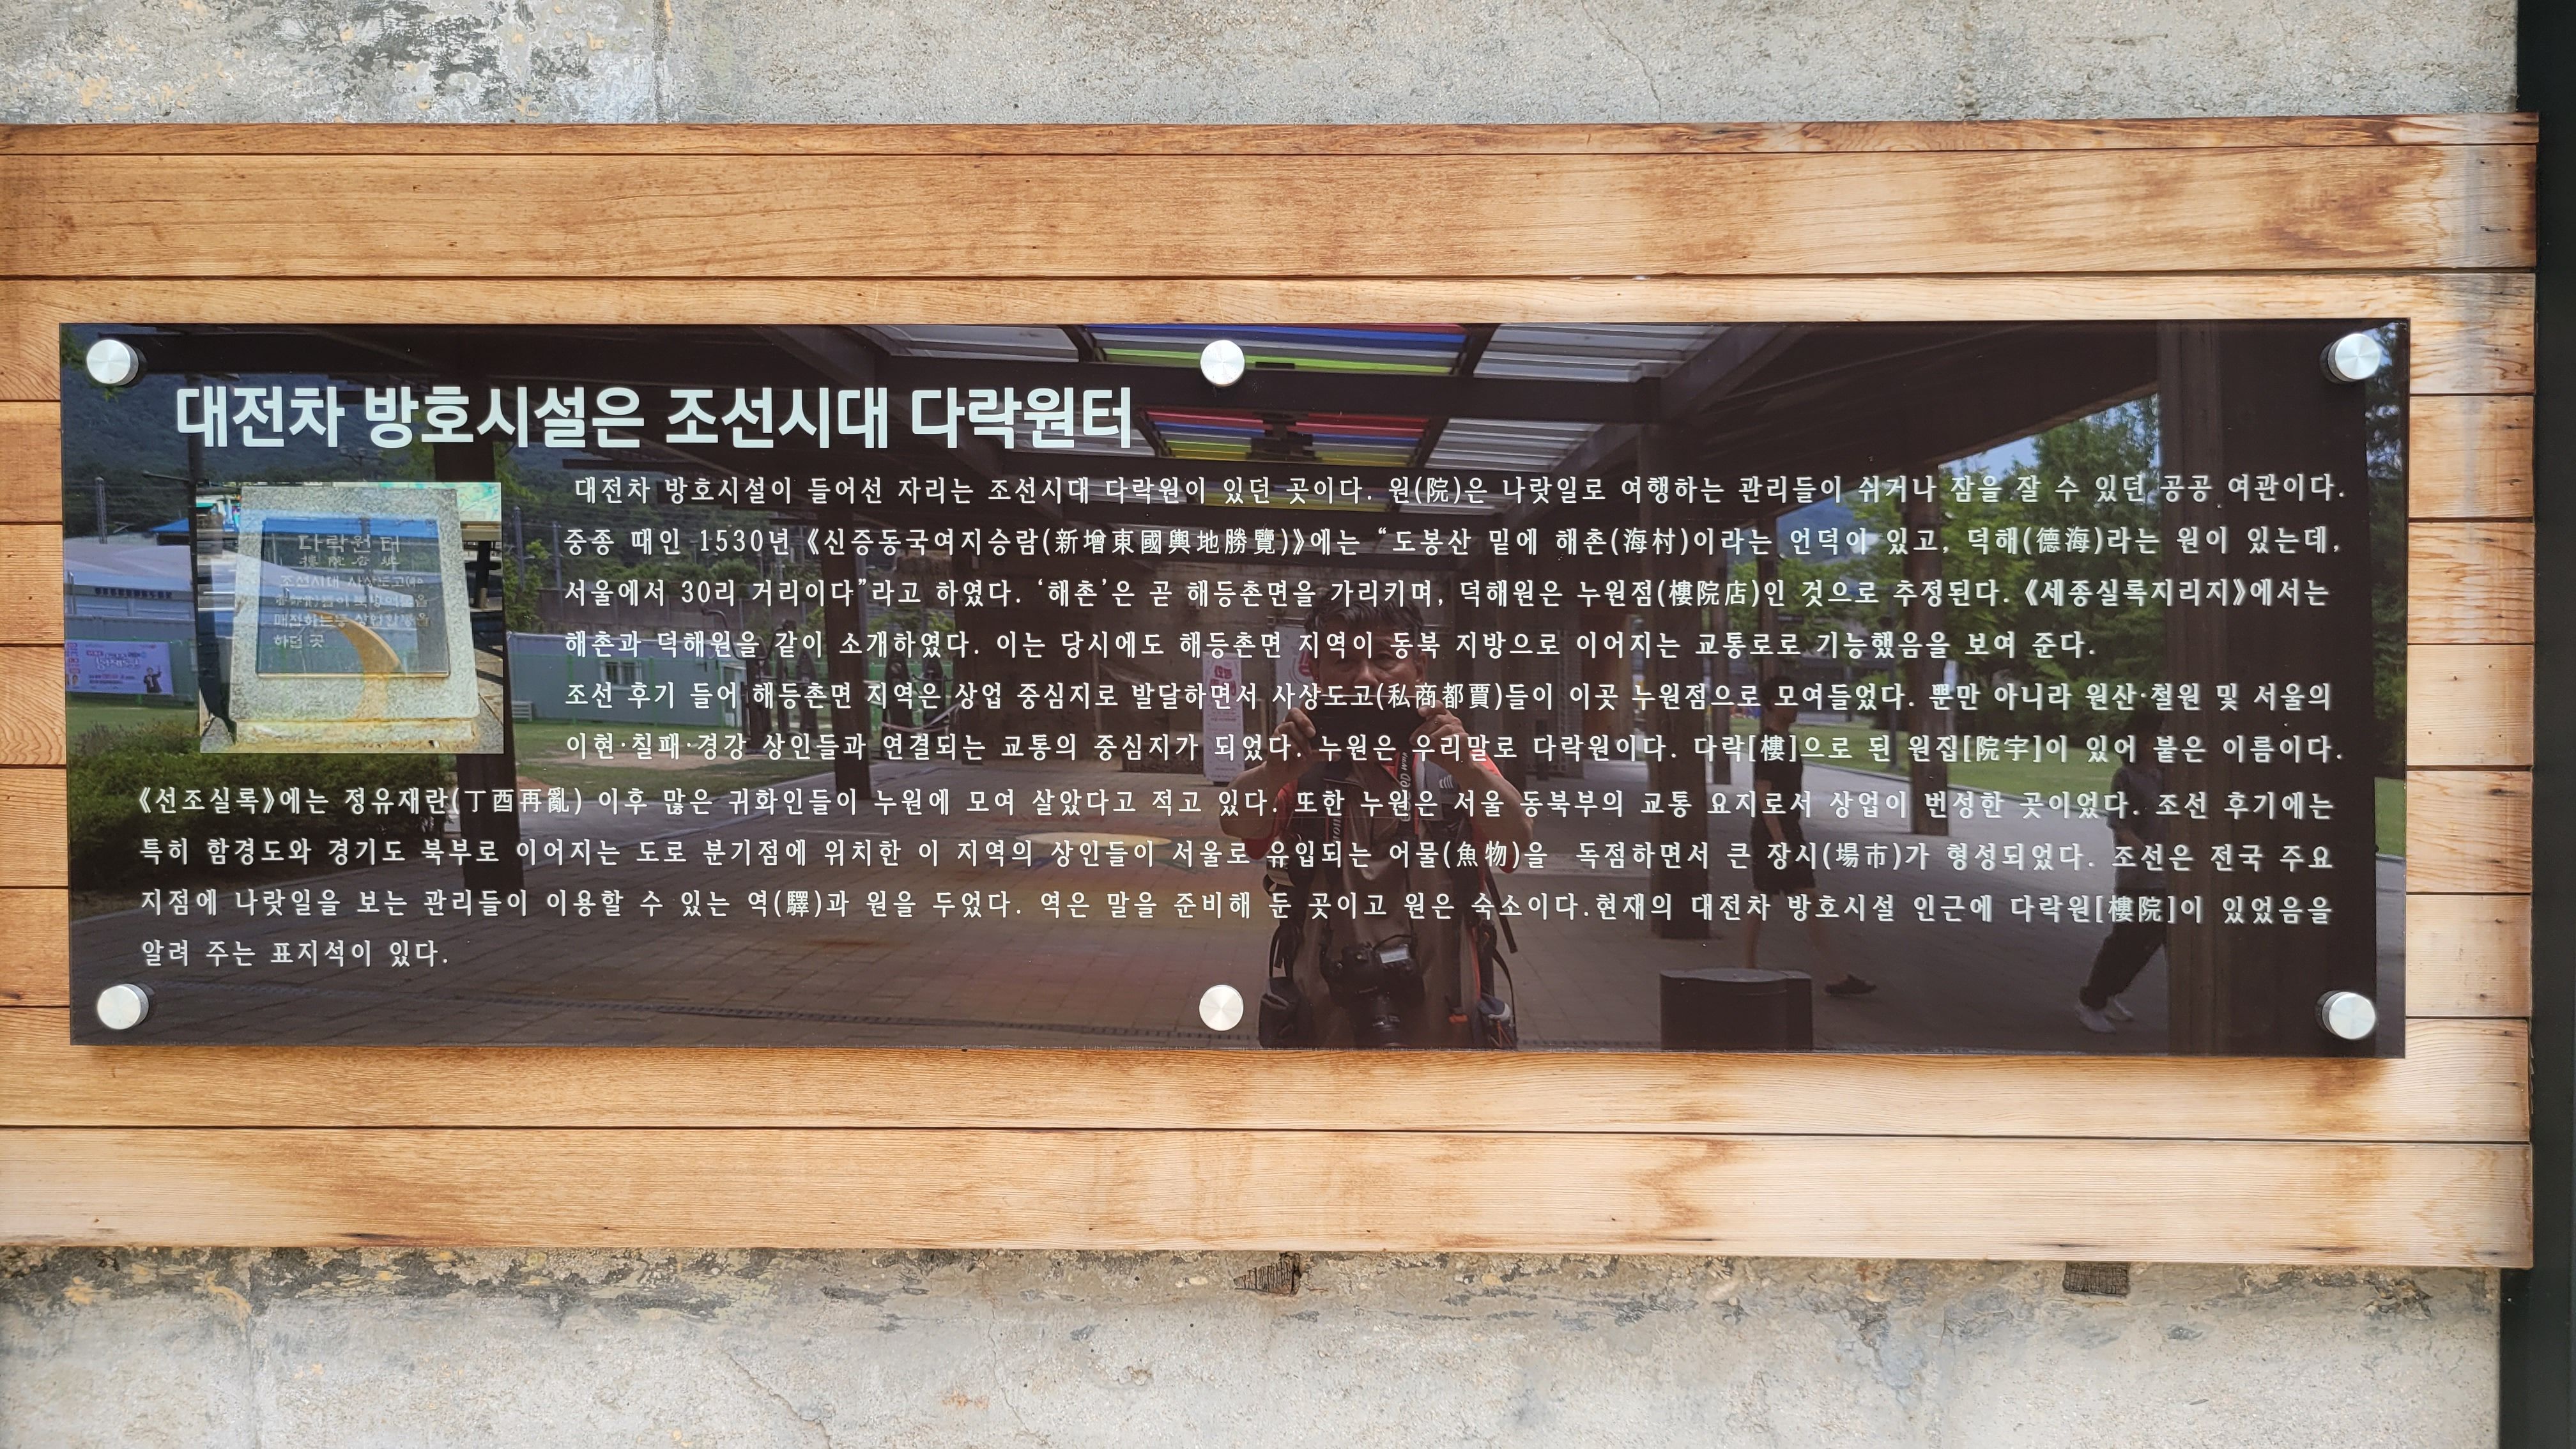 대전차 방호시설은 조선시대 다락원터
대전차 방호시설이 들어선 자리는 조선시대 다락원이 있던 곳이다. 원(院)은 나랏일로 여행하는 관리들이 쉬거나 잠을 잘 수 있던 공공 여관이다.
중종 때인 1530년 《신증동국여지승람(新增東國輿地勝覽)》에는 “도봉산 밑에 해촌(海村)이라는 언덕이 있고, 덕해(德海)라는 원이 있는데,
서울에서 30리 거리이다”라고 하였다. ‘해촌’은 곧 해등촌면을 가리키며, 덕해원은 누원점(樓院店)인 것으로 추정된다. 《세종실록지리지》에서는
해촌과 덕해원을 같이 소개하였다. 이는 당시에도 해등촌면 지역이 동북 지방으로 이어지는 교통로로 기능했음을 보여 준다.
조선 후기 들어 해등촌면 지역은 상업 중심지로 발달하면서 사상도고(私商都賈)들이 이곳 누원점으로 모여들었다. 뿐만 아니라 원산·철원 및 서울의
이현·칠패·경강 상인들과 연결되는 교통의 중심지가 되었다. 누원은 우리말로 다락원이다. 다락[樓]으로 된 원집[院宇]이 있어 붙은 이름이다.
《선조실록》에는 정유재란(丁酉再亂) 이후 많은 귀화인들이 누원에 모여 살았다고 적고 있다. 또한 누원은 서울 동북부의 교통 요지로서 상업이 번성한 곳이었다. 조선 후기에는
특히 함경도와 경기도 북부로 이어지는 도로 분기점에 위치한 이 지역의 상인들이 서울로 유입되는 어물(魚物)을 독점하면서 큰 장시(場市)가 형성되었다. 조선은 전국 주요
지점에 나랏일을 보는 관리들이 이용할 수 있는 역(驛)과 원을 두었다. 역은 말을 준비해 둔 곳이고 원은 숙소이다.현재의 대전차 방호시설 인근에 다락원[樓院]이 있었음을
알려 주는 표지석이 있다.
다락원 터
조선시대
하던 곳